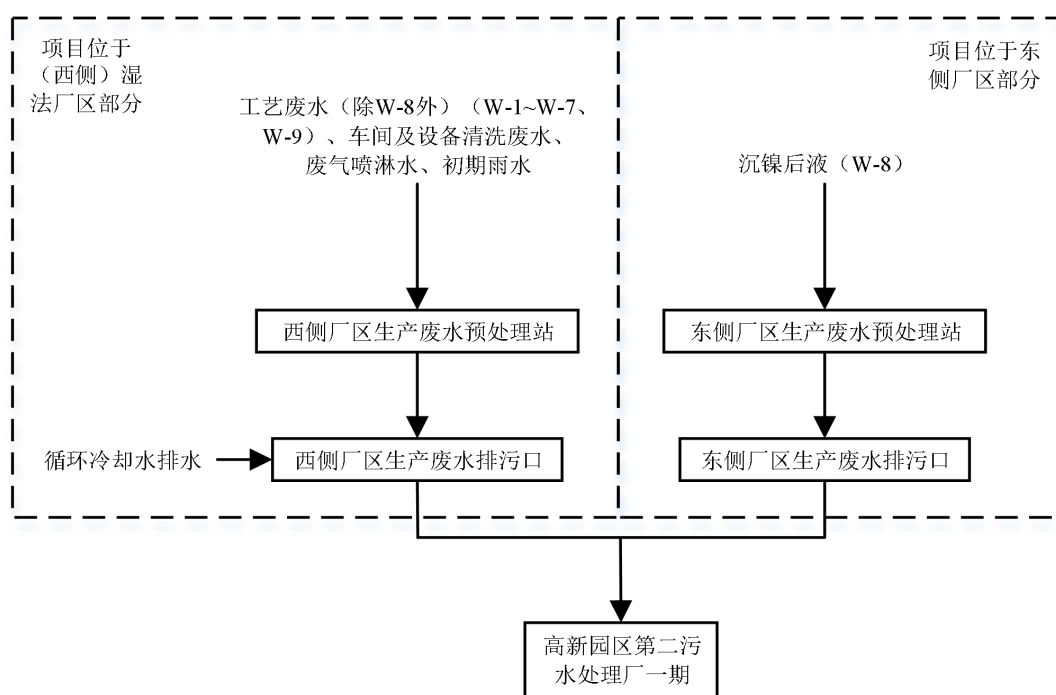 项目位于
（西侧）湿
法厂区部分
项目位于东
侧厂区部分
工艺废水（除W-8外）（W-1~W-7、
W-9）、车间及设备清洗废水、
废气喷淋水、初期雨水
沉镍后液（W-8）
西侧厂区生产废水预处理站
东侧厂区生产废水预处理站
循环冷却水排水
西侧厂区生产废水排污口
东侧厂区生产废水排污口
高新园区第二污
水处理厂一期